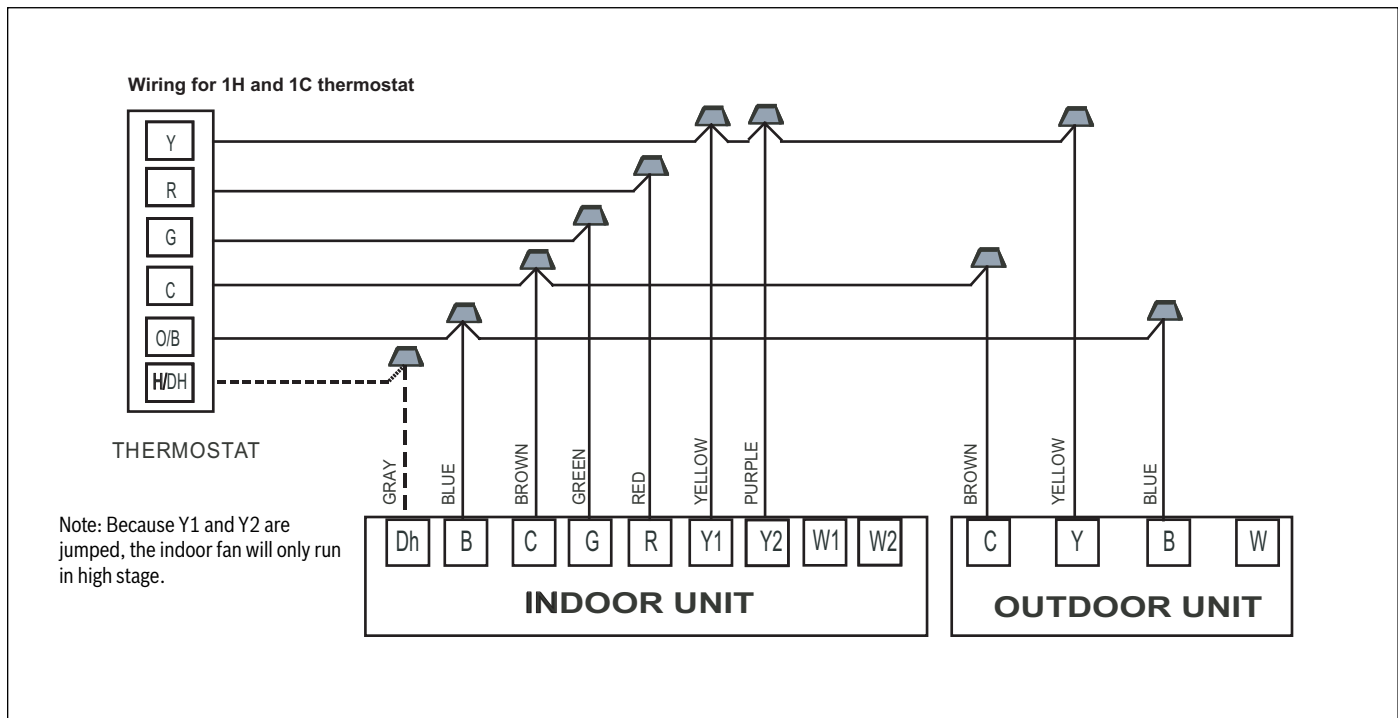 Wiring for 1H and 1C thermostat
Y
R
G
C
O/B
H/DH
THERMOSTAT
Note: Because Y1 and Y2 are
jumped, the indoor fan will only run
in high stage.
GRAY
BLUE
BROWN
GREEN
RED
YELLOW
PURPLE
BROWN
YELLOW
BLUE
Dh B C G R Y1 Y2 W1 W2
INDOOR UNIT
C Y B W
OUTDOOR UNIT